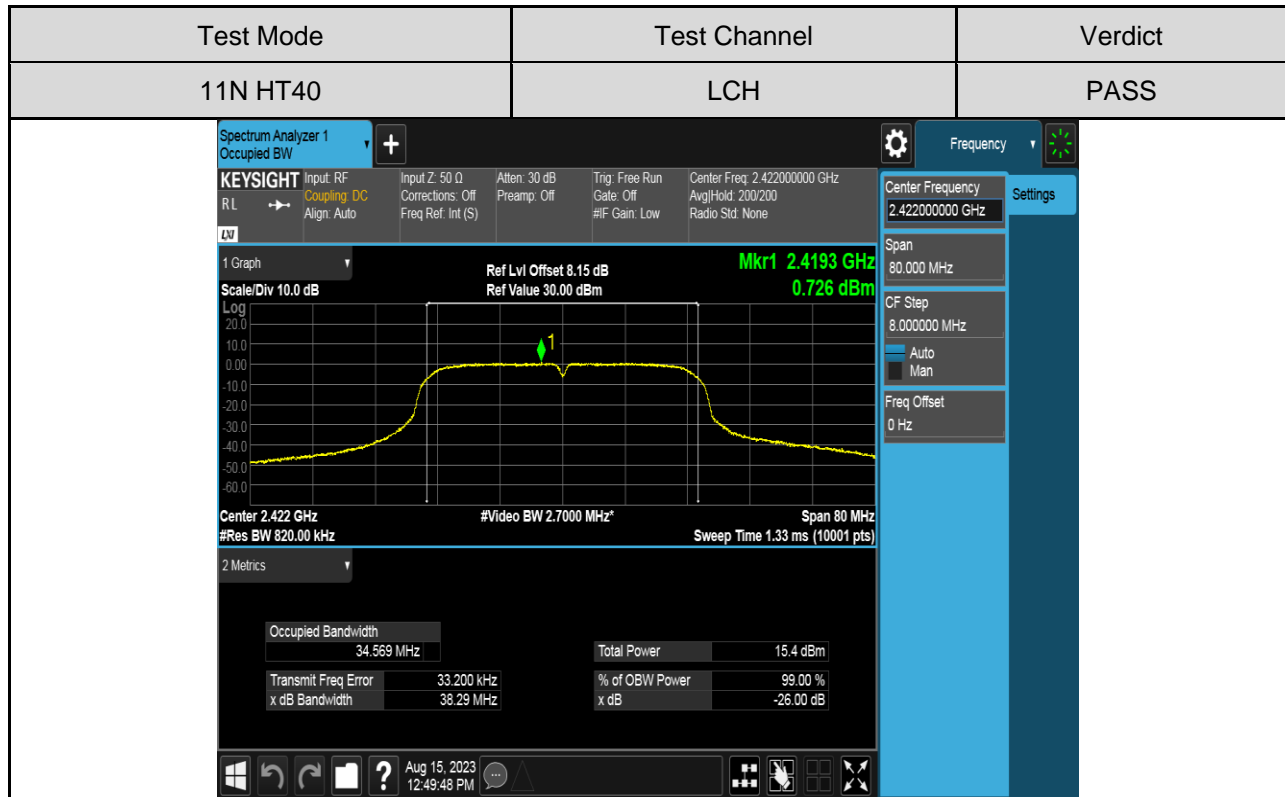 Test Mode Test Channel Verdict
11N HT40 LCH PASS
Spectrum Analyzer 1
Occupied BW
+
Frequency
KEYSIGHT Input: RF Input Z: 50 Ω Atten: 30 dB Trig: Free Run Center Freq: 2.422000000 GHz
RL Coupling: DC Corrections: Off Preamp: Off Gate: Off Avg|Hold: 200/200
Align: Auto Freq Ref: Int (S) #IF Gain: Low Radio Std: None
LXI
Center Frequency
2.422000000 GHz
Settings
Span
80.000 MHz
CF Step
8.000000 MHz
Auto
Man
Freq Offset
0 Hz
1 Graph
Ref Lvl Offset 8.15 dB Mkr1 2.4193 GHz
Scale/Div 10.0 dB Ref Value 30.00 dBm 0.726 dBm
Log
20.0
10.0
0.00
-10.0
-20.0
-30.0
-40.0
-50.0
-60.0
1
Center 2.422 GHz #Video BW 2.7000 MHz* Span 80 MHz
#Res BW 820.00 kHz Sweep Time 1.33 ms (10001 pts)
2 Metrics
Occupied Bandwidth
34.569 MHz Total Power 15.4 dBm
Transmit Freq Error 33.200 kHz % of OBW Power 99.00 %
x dB Bandwidth 38.29 MHz x dB -26.00 dB
? Aug 15, 2023
12:49:48 PM